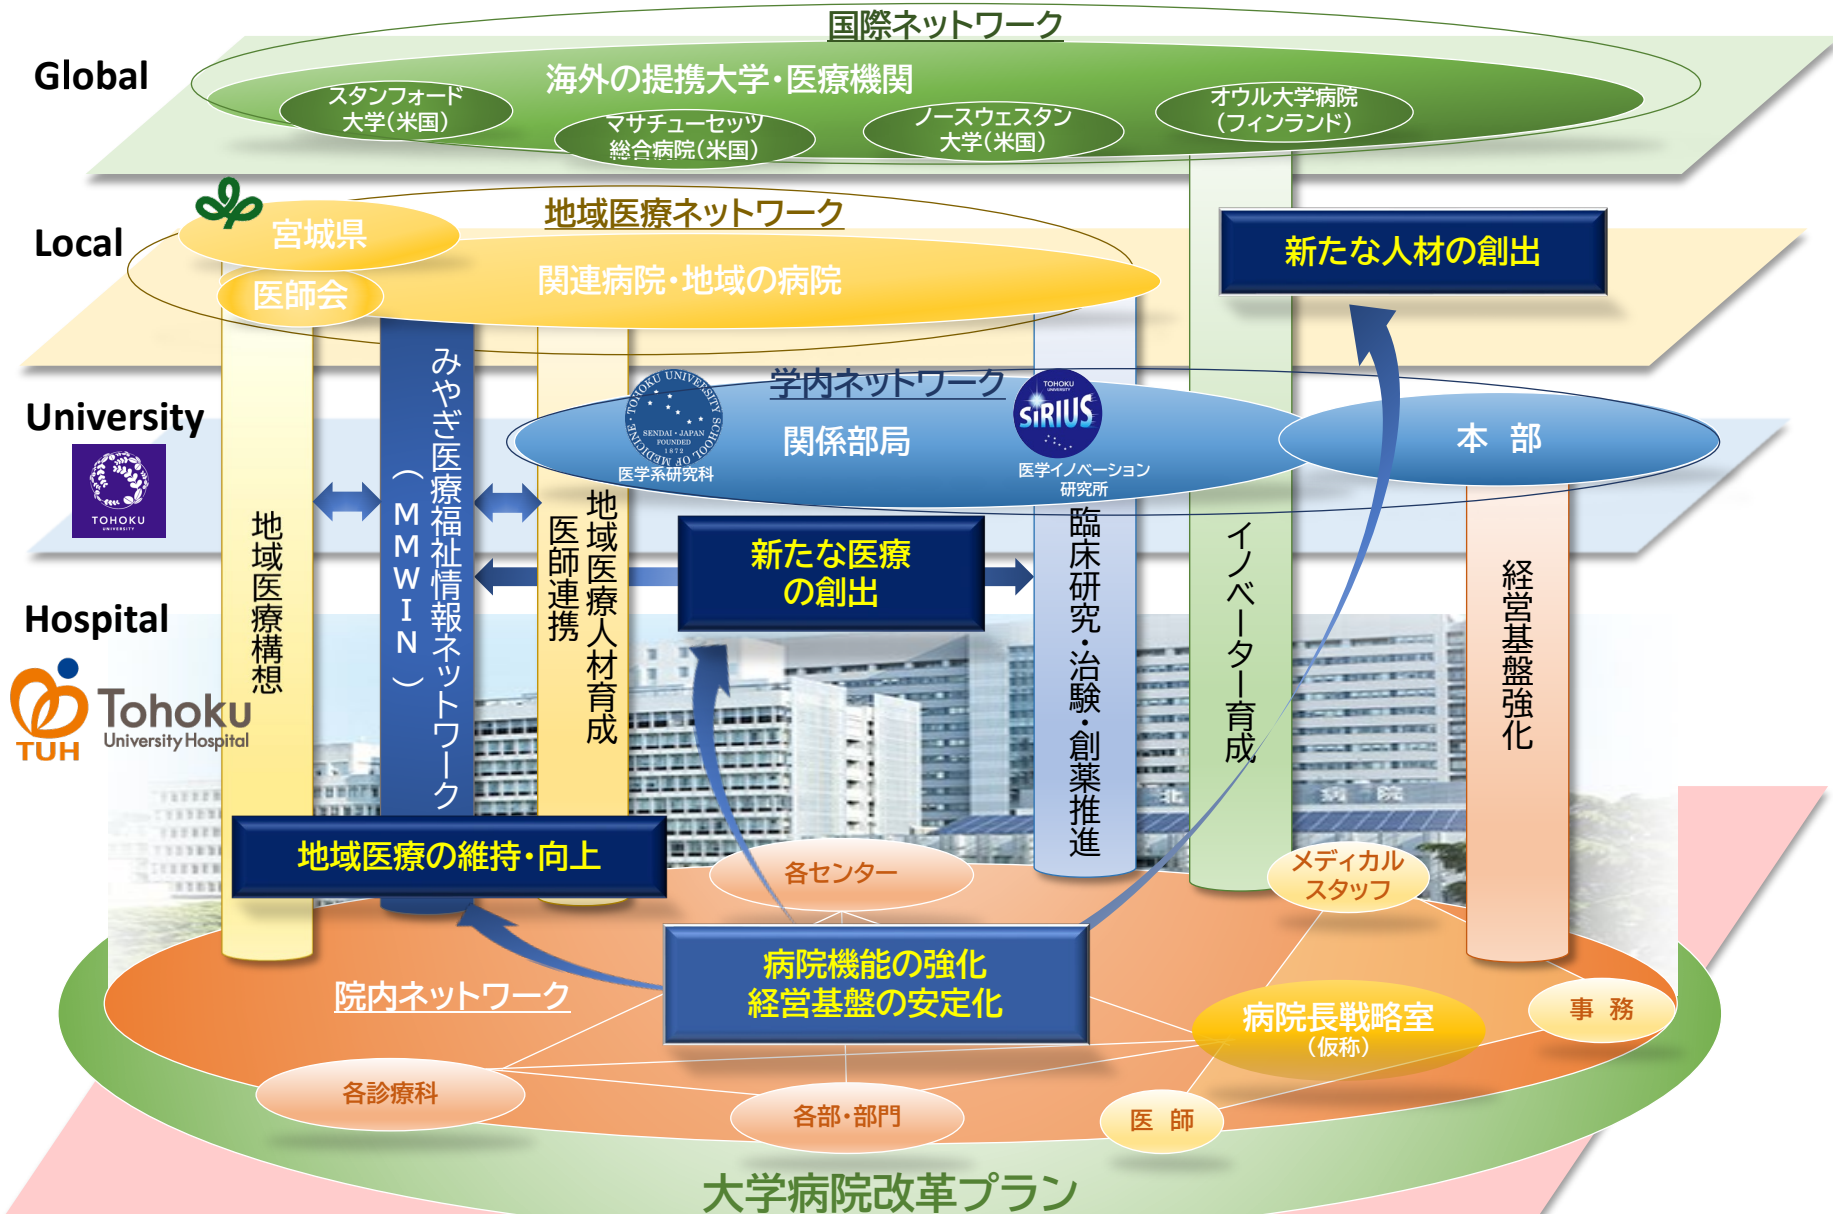 国際ネットワーク
Global
海外の提携大学・医療機関
スタンフォード
大学(米国)
マサチューセッツ
総合病院(米国)
ノースウェスタン
大学(米国)
オウル大学病院
(フィンランド)
Local
宮城県
医師会
地域医療ネットワーク
関連病院・地域の病院
新たな人材の創出
University
TOHOKU
UNIVERSITY
学内ネットワーク
TOHOKU UNIVERSITY SCHOOL OF MEDICINE
SENDAI・JAPAN
FOUNDED
1872
医学系研究科
関係部局
TOHOKU
UNIVERSITY
SiRIUS
医学イノベーション
研究所
本 部
Hospital
TUH
Tohoku
University Hospital
地域医療構想
みやぎ医療福祉情報ネットワーク
(MMWIN)
地域医療人材育成
医師連携
新たな医療
の創出
臨床研究・治験・創薬推進
イノベーター育成
経営基盤強化
北
病院
地域医療の維持・向上
各センター
メディカル
スタッフ
病院機能の強化
経営基盤の安定化
院内ネットワーク
病院長戦略室
(仮称)
事 務
各診療科
各部・部門
医 師
大学病院改革プラン